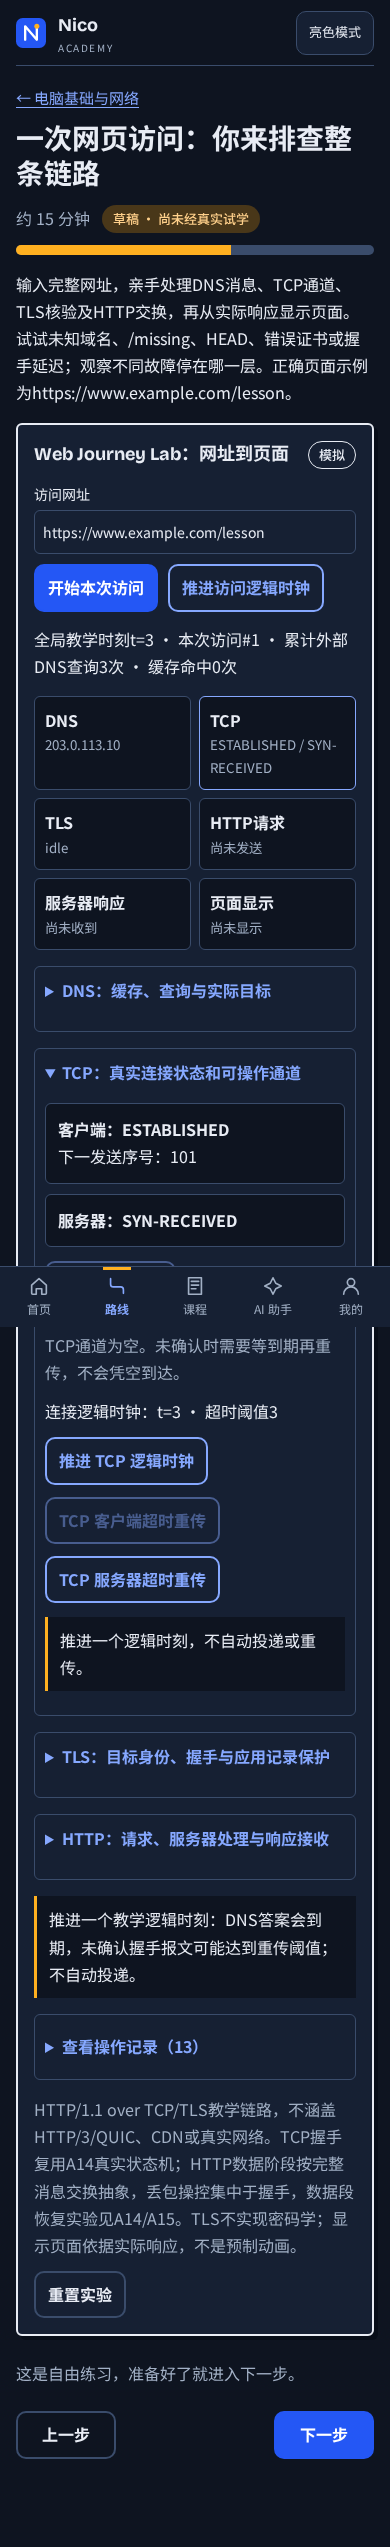 Nico
ACADEMY
亮色模式
← 电脑基础与网络
一次网页访问：你来排查整
条链路
约 15 分钟
草稿 · 尚未经真实试学
输入完整网址，亲手处理DNS消息、TCP通道、
TLS核验及HTTP交换，再从实际响应显示页面。
试试未知域名、/missing、HEAD、错误证书或握
手延迟；观察不同故障停在哪一层。正确页面示例
为https://www.example.com/lesson。
Web Journey Lab：网址到页面
模拟
访问网址
https://www.example.com/lesson
开始本次访问
推进访问逻辑时钟
全局教学时刻t=3 · 本次访问#1 · 累计外部
DNS查询3次 · 缓存命中0次
DNS
203.0.113.10
TCP
ESTABLISHED / SYN-
RECEIVED
TLS
idle
HTTP请求
尚未发送
服务器响应
尚未收到
页面显示
尚未显示
▶ DNS：缓存、查询与实际目标
▼ TCP：真实连接状态和可操作通道
客户端：ESTABLISHED
下一发送序号：101
服务器：SYN-RECEIVED
首页
路线
课程
AI 助手
我的
TCP通道为空。未确认时需要等到期再重
传，不会凭空到达。
连接逻辑时钟：t=3 · 超时阈值3
推进 TCP 逻辑时钟
TCP 客户端超时重传
TCP 服务器超时重传
推进一个逻辑时刻，不自动投递或重
传。
▶ TLS：目标身份、握手与应用记录保护
▶ HTTP：请求、服务器处理与响应接收
推进一个教学逻辑时刻：DNS答案会到
期，未确认握手报文可能达到重传阈值；
不自动投递。
▶ 查看操作记录（13）
HTTP/1.1 over TCP/TLS教学链路，不涵盖
HTTP/3/QUIC、CDN或真实网络。TCP握手
复用A14真实状态机；HTTP数据阶段按完整
消息交换抽象，丢包操控集中于握手，数据段
恢复实验见A14/A15。TLS不实现密码学；显
示页面依据实际响应，不是预制动画。
重置实验
这是自由练习，准备好了就进入下一步。
上一步
下一步